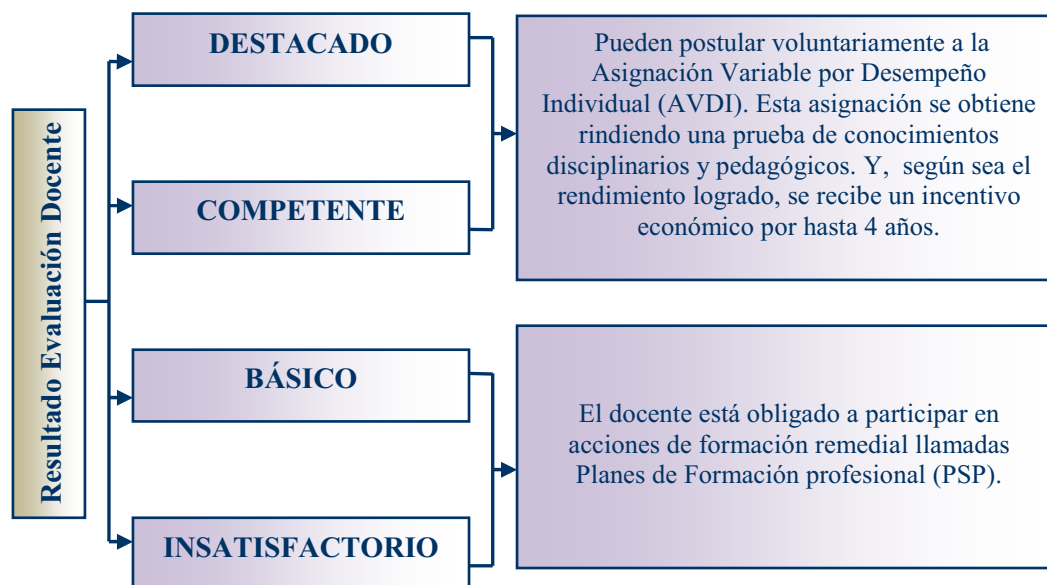 Resultado Evaluación Docente
DESTACADO
COMPETENTE
Pueden postular voluntariamente a la
Asignación Variable por Desempeño
Individual (AVDI). Esta asignación se obtiene
rindiendo una prueba de conocimientos
disciplinarios y pedagógicos. Y, según sea el
rendimiento logrado, se recibe un incentivo
económico por hasta 4 años.
BÁSICO
INSATISFACTORIO
El docente está obligado a participar en
acciones de formación remedial llamadas
Planes de Formación profesional (PSP).